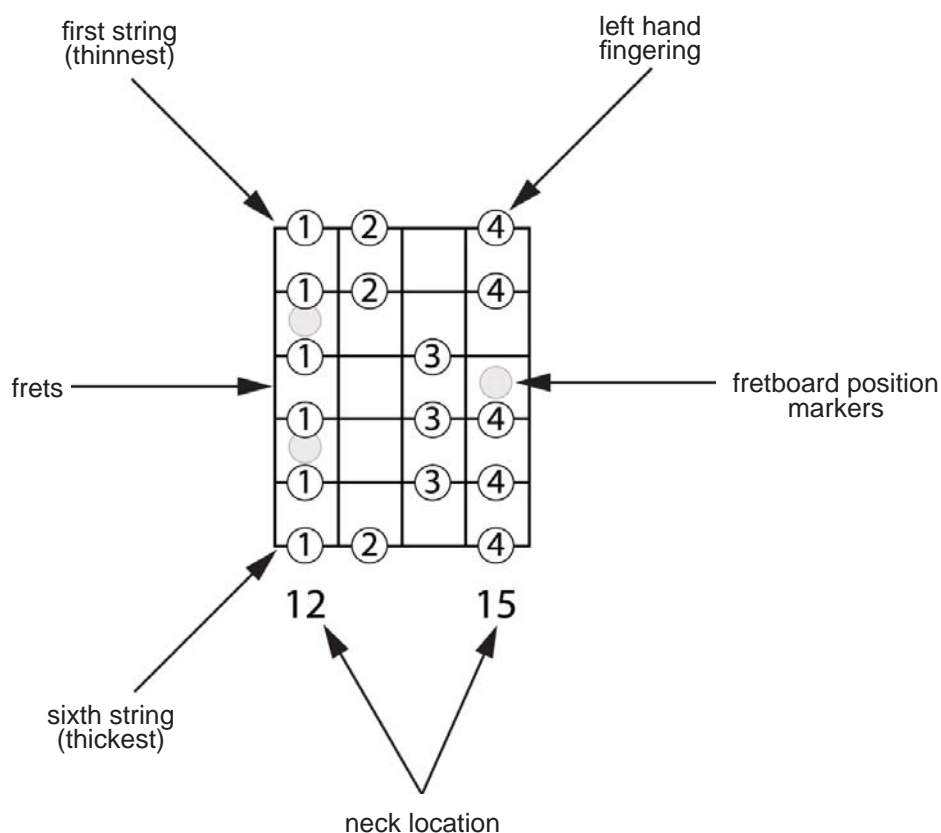 first string
(thinnest)
left hand
fingering
1 2 4
1 2 4
1 3
frets
fretboard position
markers
1 3 4
1 3 4
1 2 4
12 15
sixth string
(thickest)
neck location